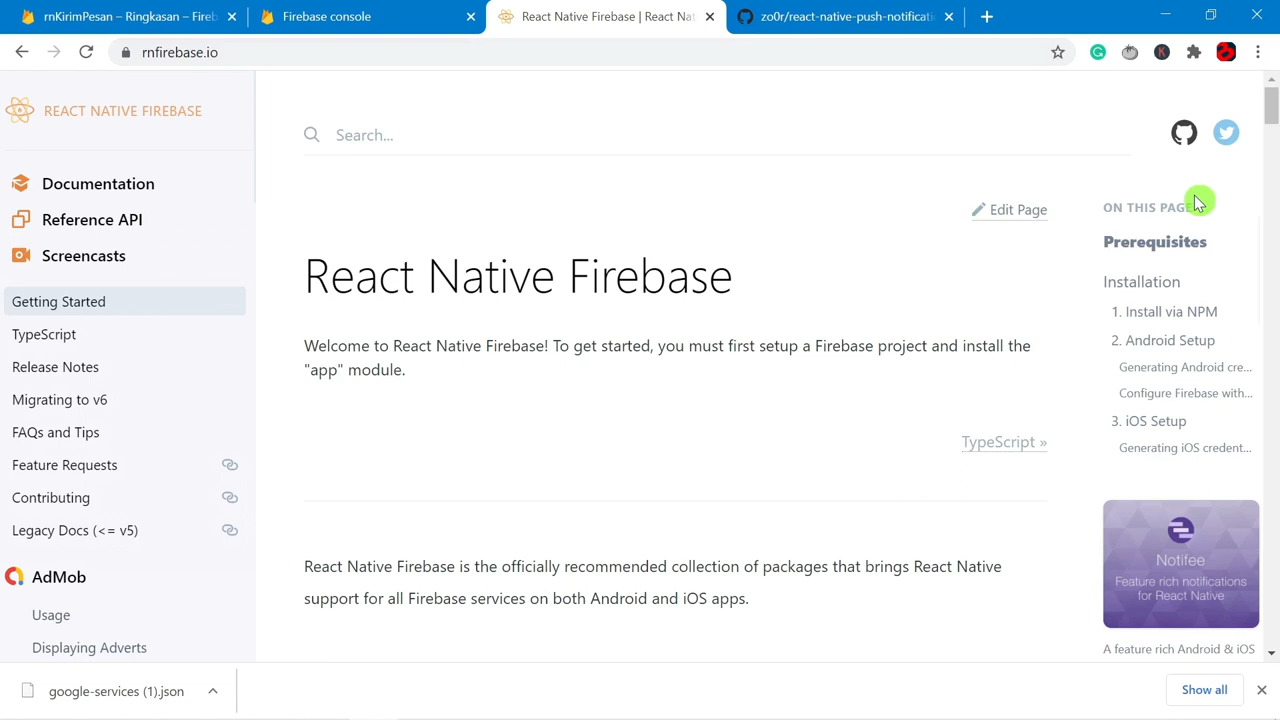 rnKirimPesan – Ringkasan – Fireb
Firebase console
React Native Firebase | React Nat
zo0r/react-native-push-notificati
rnfirebase.io
REACT NATIVE FIREBASE
Documentation
Reference API
Screencasts
Getting Started
TypeScript
Release Notes
Migrating to v6
FAQs and Tips
Feature Requests
Contributing
Legacy Docs (<= v5)
AdMob
Usage
Displaying Adverts
Search...
Edit Page
React Native Firebase
Welcome to React Native Firebase! To get started, you must first setup a Firebase project and install the
"app" module.
TypeScript »
React Native Firebase is the officially recommended collection of packages that brings React Native
support for all Firebase services on both Android and iOS apps.
ON THIS PAGE
Prerequisites
Installation
1. Install via NPM
2. Android Setup
Generating Android cre...
Configure Firebase with...
3. iOS Setup
Generating iOS credent...
Notifee
Feature rich notifications
for React Native
A feature rich Android & iOS
google-services (1).json
Show all